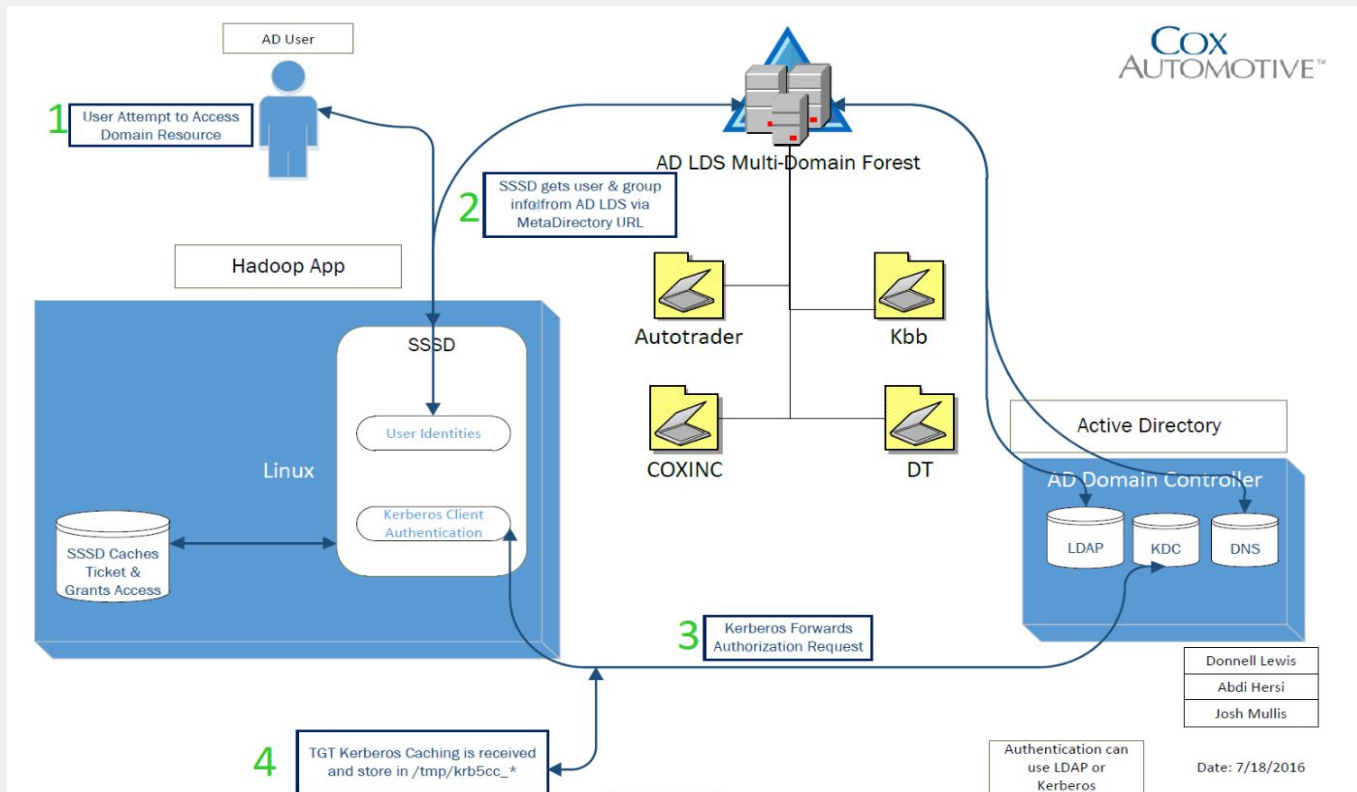 AD User
COX
AUTOMOTIVE™
1
User Attempt to Access
Domain Resource
AD LDS Multi-Domain Forest
2
SSSD gets user & group
info from AD LDS via
MetaDirectory URL
Hadoop App
SSSD
User Identities
Linux
Kerberos Client
Authentication
SSSD Caches
Ticket &
Grants Access
Autotrader
Kbb
COXINC
DT
Active Directory
AD Domain Controller
LDAP
KDC
DNS
3
Kerberos Forwards
Authorization Request
4
TGT Kerberos Caching is received
and store in /tmp/krb5cc_*
Donnell Lewis
Abdi Hersi
Josh Mullis
Authentication can
use LDAP or
Kerberos
Date: 7/18/2016